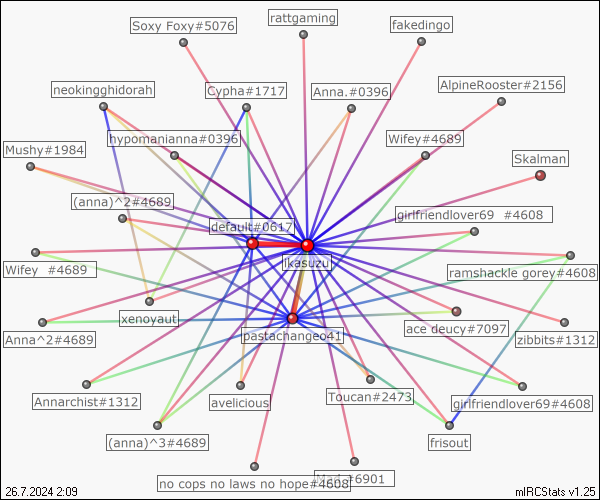 rattgaming
Soxy Foxy#5076
fakedingo
neokingghidorah
Cypha#1717
Anna.#0396
AlpineRooster#2156
hypomanianna#0396
Wifey#4689
Mushy#1984
Skalman
(anna)^2#4689
girlfriendlover69 #4608
default#0617
ikasuzu
Wifey #4689
ramshackle gorey#4608
xenoyaut
ace deucy#7097
Anna^2#4689
pastachangeo41
zibbits#1312
Annarchist#1312
avelicious
Toucan#2473
girlfriendlover69#4608
(anna)^3#4689
frisout
no cops no laws no hope#4608
#6901
26.7.2024 2:09
mIRCStats v1.25